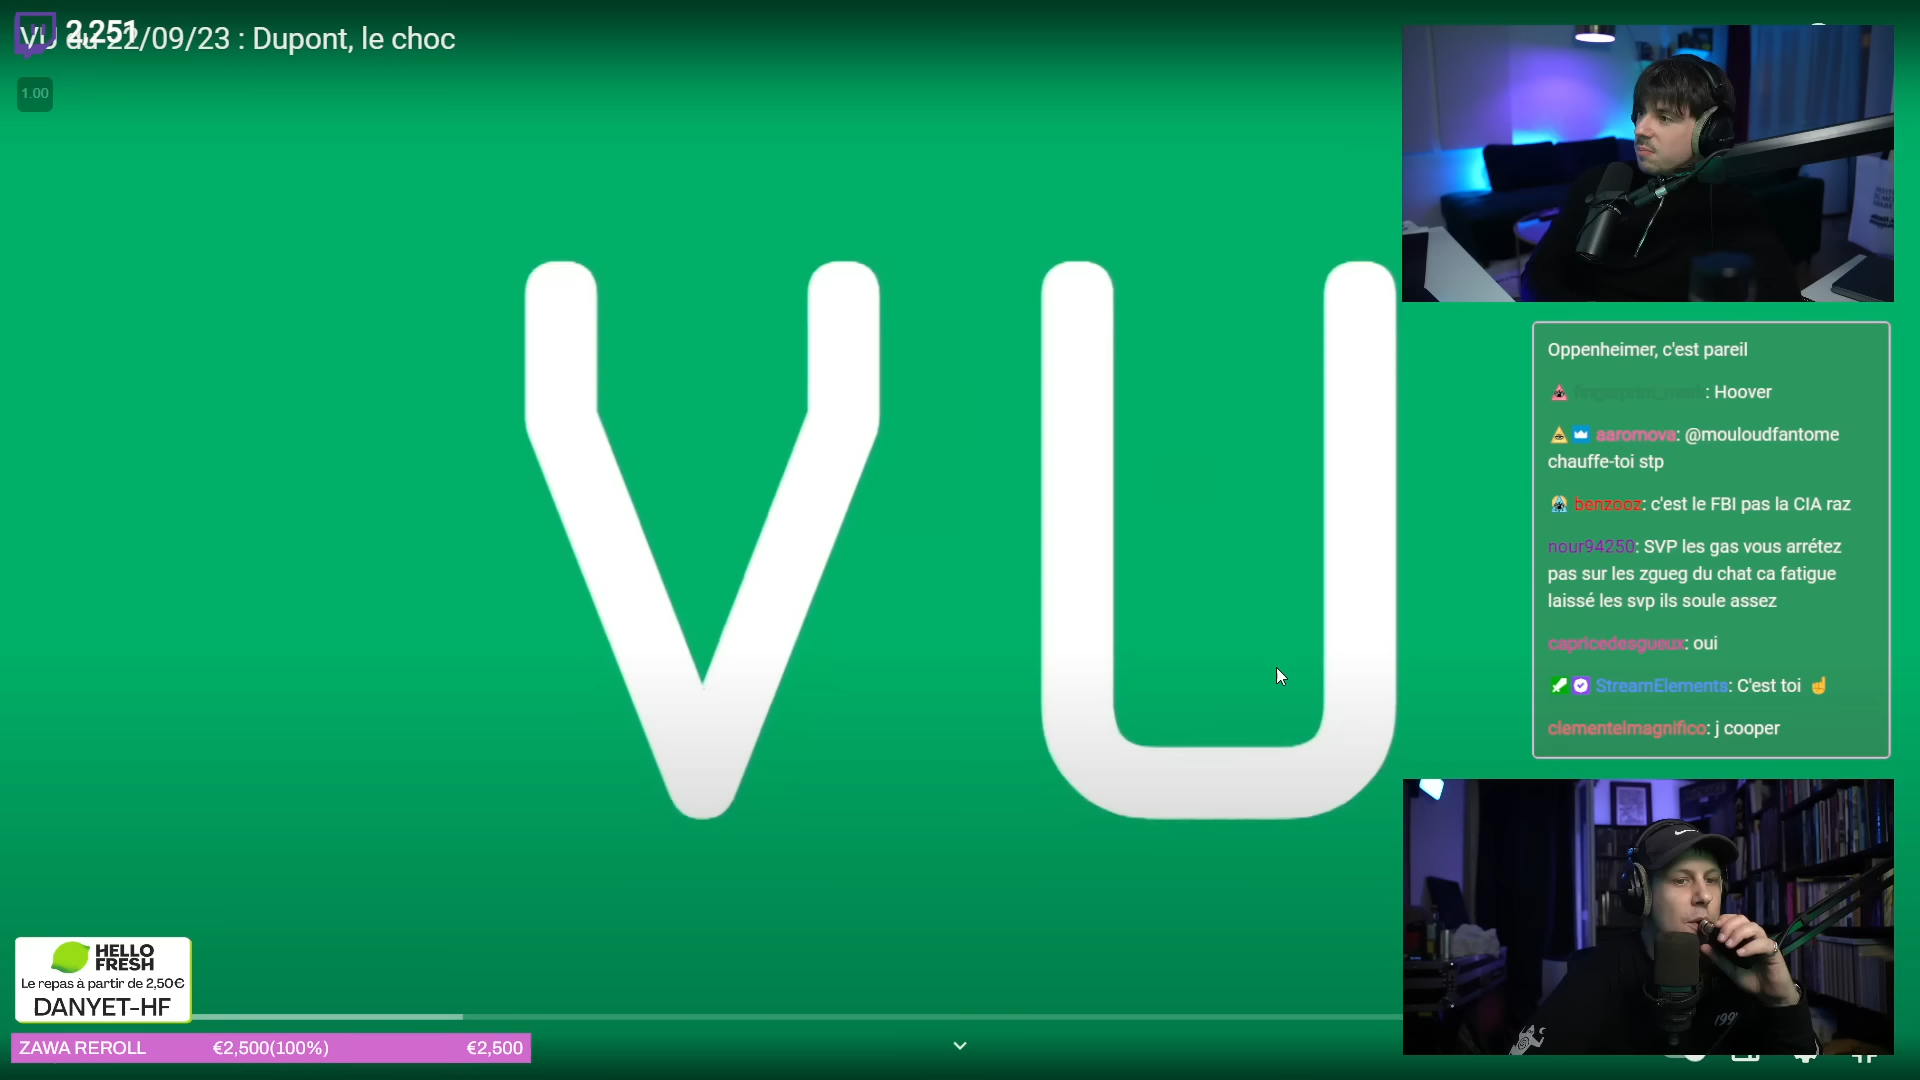 2,251
VU du 22/09/23 : Dupont, le choc
1.00
VU
Oppenheimer, c'est pareil
: Hoover
aaromova: @mouloudfantome
chauffe-toi stp
benzooz: c'est le FBI pas la CIA raz
nour94250: SVP les gas vous arrétez
pas sur les zgueg du chat ca fatigue
laissé les svp ils soule assez
capricedesgueux: oui
StreamElements: C'est toi ☝
clementelmagnifico: j cooper
HELLO
FRESH
Le repas à partir de 2,50€
DANYET-HF
ZAWA REROLL €2,500(100%) €2,500